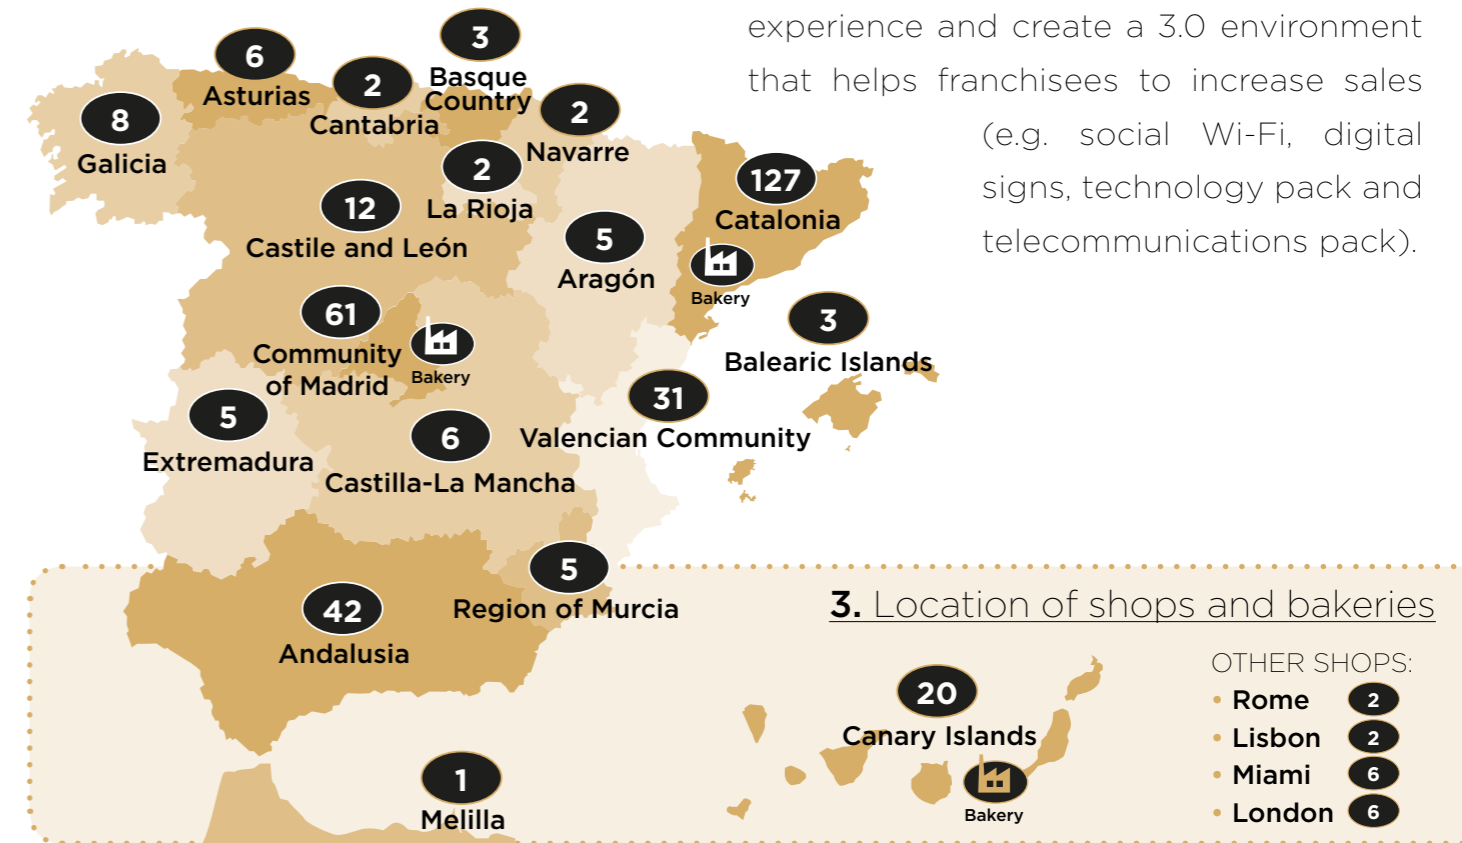 experience and create a 3.0 environment
that helps franchisees to increase sales
(e.g. social Wi-Fi, digital
signs, technology pack and
telecommunications pack).
3
Basque
Country
6
Asturias
2
Cantabria
2
Navarre
8
Galicia
2
La Rioja
127
Catalonia
12
Castile and León
5
Aragón
Bakery
61
Community
of Madrid
Bakery
3
Balearic Islands
31
Valencian Community
5
Extremadura
6
Castilla-La Mancha
5
Region of Murcia
42
Andalusia
3. Location of shops and bakeries
20
Canary Islands
Bakery
1
Melilla
OTHER SHOPS:
• Rome 2
• Lisbon 2
• Miami 6
• London 6